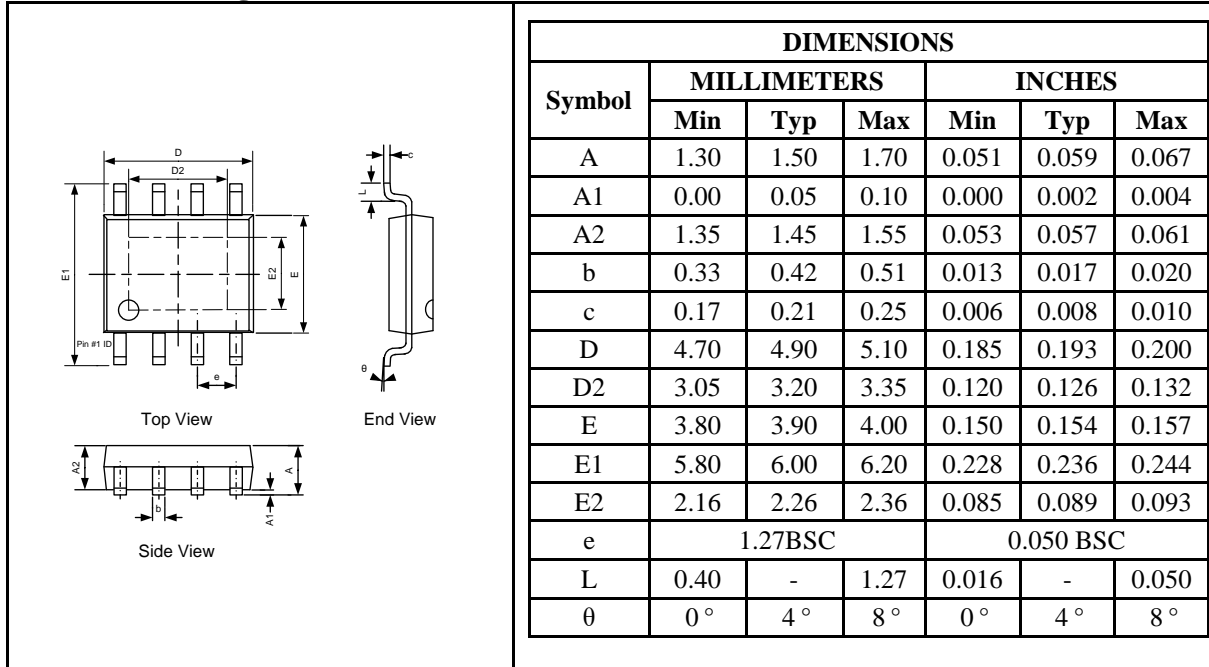 D
D2
c
L
E1
E2
E
Pin #1 ID
e
θ
Top View
End View
A2
A
b
A1
Side View
DIMENSIONS
Symbol MILLIMETERS INCHES
Min Typ Max Min Typ Max
A 1.30 1.50 1.70 0.051 0.059 0.067
A1 0.00 0.05 0.10 0.000 0.002 0.004
A2 1.35 1.45 1.55 0.053 0.057 0.061
b 0.33 0.42 0.51 0.013 0.017 0.020
c 0.17 0.21 0.25 0.006 0.008 0.010
D 4.70 4.90 5.10 0.185 0.193 0.200
D2 3.05 3.20 3.35 0.120 0.126 0.132
E 3.80 3.90 4.00 0.150 0.154 0.157
E1 5.80 6.00 6.20 0.228 0.236 0.244
E2 2.16 2.26 2.36 0.085 0.089 0.093
e 1.27BSC 0.050 BSC
L 0.40 - 1.27 0.016 - 0.050
θ 0° 4° 8° 0° 4° 8°